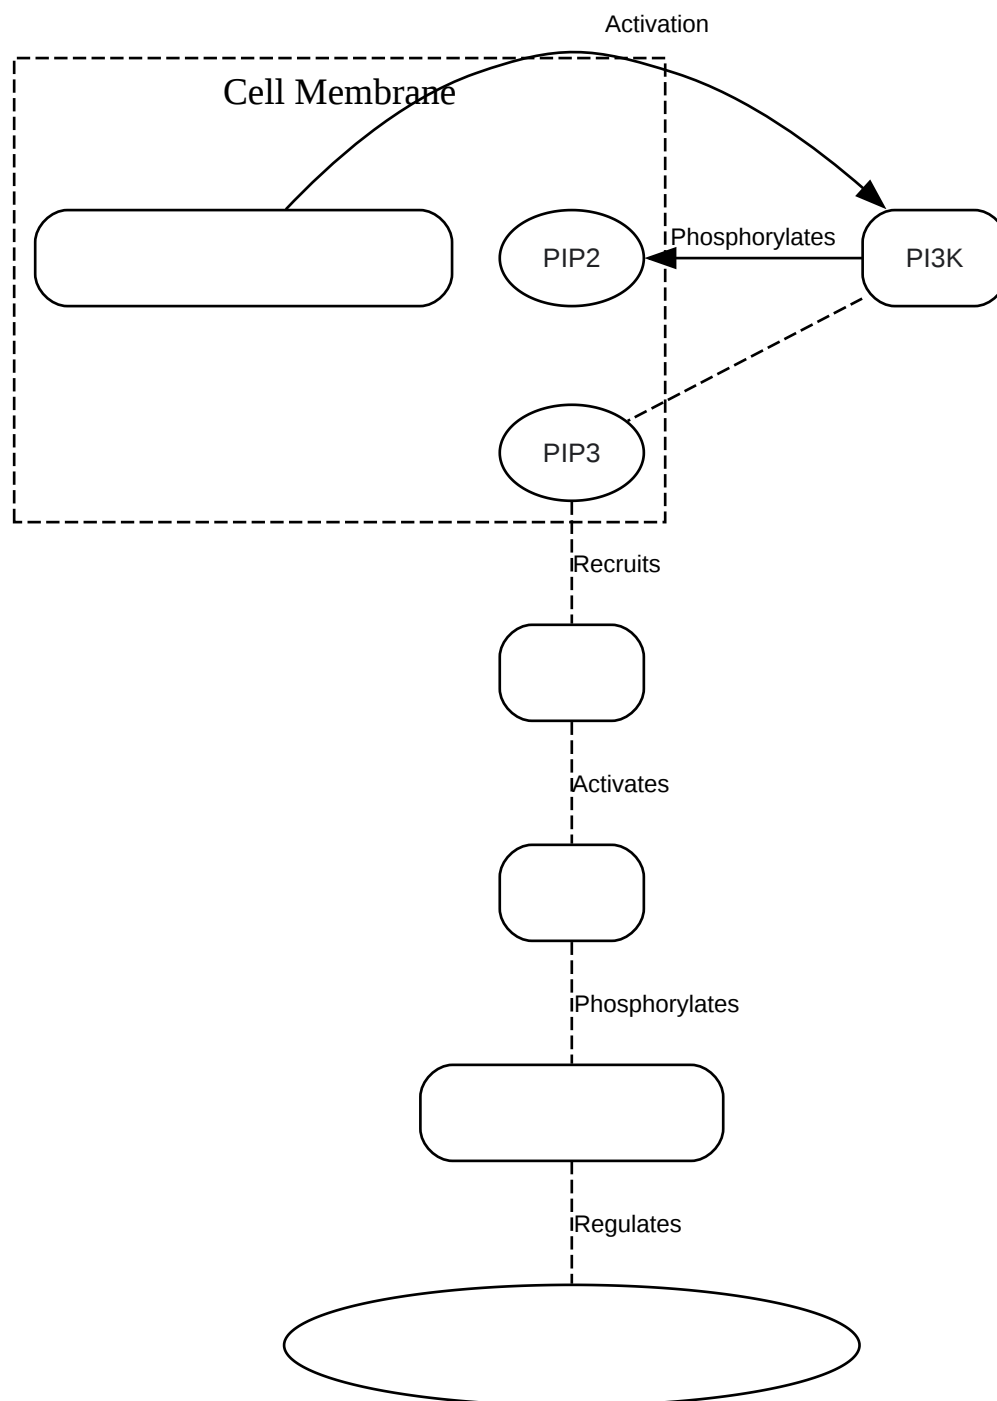 Activation
Cell Membrane
PIP2
Phosphorylates
PI3K
PIP3
Recruits
Activates
Phosphorylates
Regulates